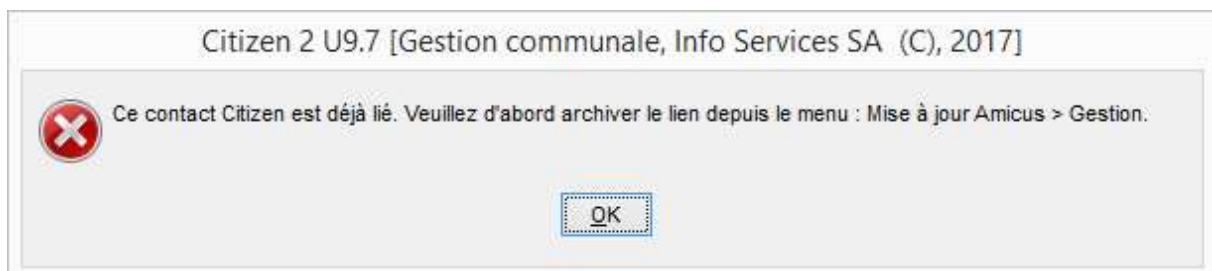 Citizen 2 U9.7 [Gestion communale, Info Services SA (C), 2017]
Ce contact Citizen est déjà lié. Veuillez d'abord archiver le lien depuis le menu : Mise à jour Amicus > Gestion.
OK